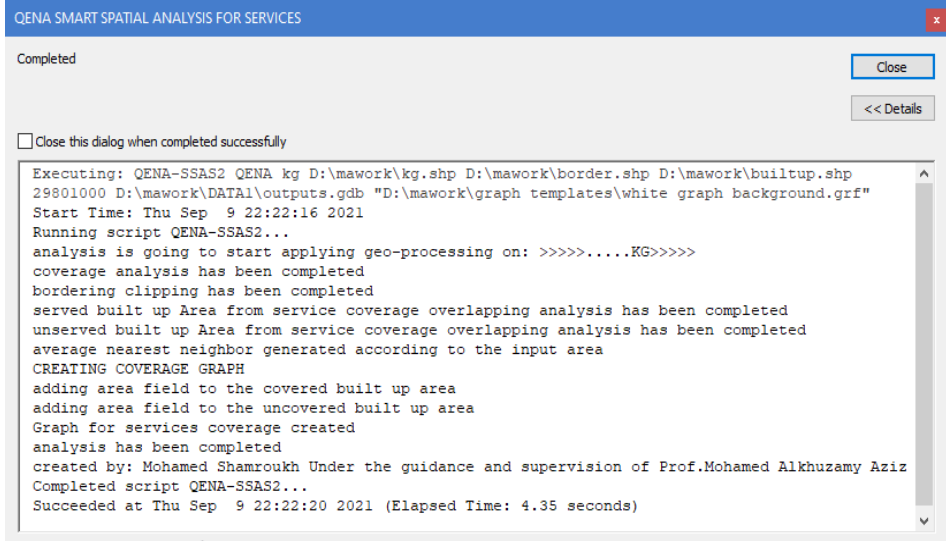 QENA SMART SPATIAL ANALYSIS FOR SERVICES
x
Completed
Close
<< Details
Close this dialog when completed successfully
Executing: QENA-SSAS2 QENA kg D:\mawork\kg.shp D:\mawork\border.shp D:\mawork\builtup.shp
29801000 D:\mawork\DATA1\outputs.gdb "D:\mawork\graph templates\white graph background.grf"
Start Time: Thu Sep  9 22:22:16 2021
Running script QENA-SSAS2...
analysis is going to start applying geo-processing on: >>>>>.....KG>>>>>
coverage analysis has been completed
bordering clipping has been completed
served built up Area from service coverage overlapping analysis has been completed
unserved built up Area from service coverage overlapping analysis has been completed
average nearest neighbor generated according to the input area
CREATING COVERAGE GRAPH
adding area field to the covered built up area
adding area field to the uncovered built up area
Graph for services coverage created
analysis has been completed
created by: Mohamed Shamroukh Under the guidance and supervision of Prof.Mohamed Alkhuzamy Aziz
Completed script QENA-SSAS2...
Succeeded at Thu Sep  9 22:22:20 2021 (Elapsed Time: 4.35 seconds)